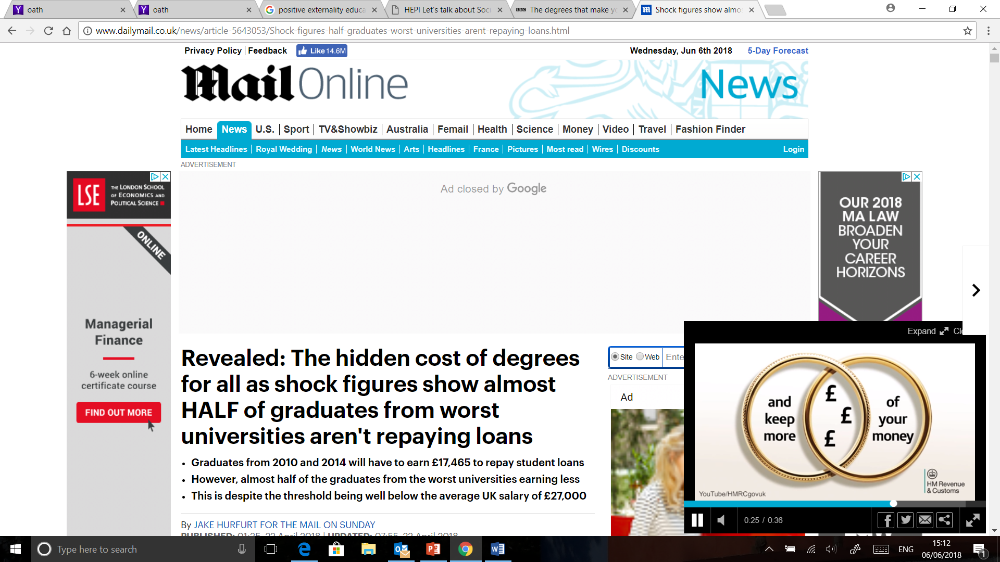 oath
oath
positive externality educa
HEPI Let's talk about Soci
The degrees that make yo
Shock figures show almo
www.dailymail.co.uk/news/article-5643053/Shock-figures-half-graduates-worst-universities-arent-repaying-loans.html
Privacy Policy | Feedback
Like 14.6M
Wednesday, Jun 6th 2018
5-Day Forecast
Mail Online
News
Home News U.S. Sport TV&Showbiz Australia Femail Health Science Money Video Travel Fashion Finder
Latest Headlines Royal Wedding News World News Arts Headlines France Pictures Most read Wires Discounts Login
ADVERTISEMENT
LSE
THE LONDON SCHOOL
OF ECONOMICS AND
POLITICAL SCIENCE
ONLINE
Managerial
Finance
6-week online
certificate course
FIND OUT MORE
Ad closed by Google
OUR 2018
MA LAW
BROADEN
YOUR
CAREER
HORIZONS
Revealed: The hidden cost of degrees
for all as shock figures show almost
HALF of graduates from worst
universities aren't repaying loans
• Graduates from 2010 and 2014 will have to earn £17,465 to repay student loans
• However, almost half of the graduates from the worst universities earning less
• This is despite the threshold being well below the average UK salary of £27,000
By JAKE HURFURT FOR THE MAIL ON SUNDAY
PUBLISHED: 01:25, 22 April 2018 | UPDATED: 07:55, 22 April 2018
Site Web Ente
ADVERTISEMENT
Ad
Expand Clo
and
keep
more
£
£
£
of
your
money
HM Revenue
& Customs
YouTube/HMRCgovuk
0:25 / 0:36
Type here to search
ENG
15:12
06/06/2018
1